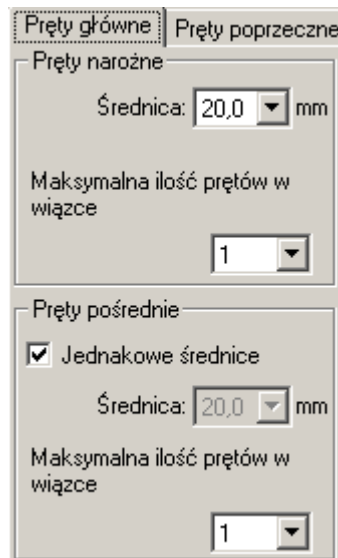 Pręty główne Pręty poprzeczne
Pręty narożne
Średnica: 20,0 mm
Maksymalna ilość prętów w
wiązce
1
Pręty pośrednie
Jednakowe średnice
Średnica: 20,0 mm
Maksymalna ilość prętów w
wiązce
1